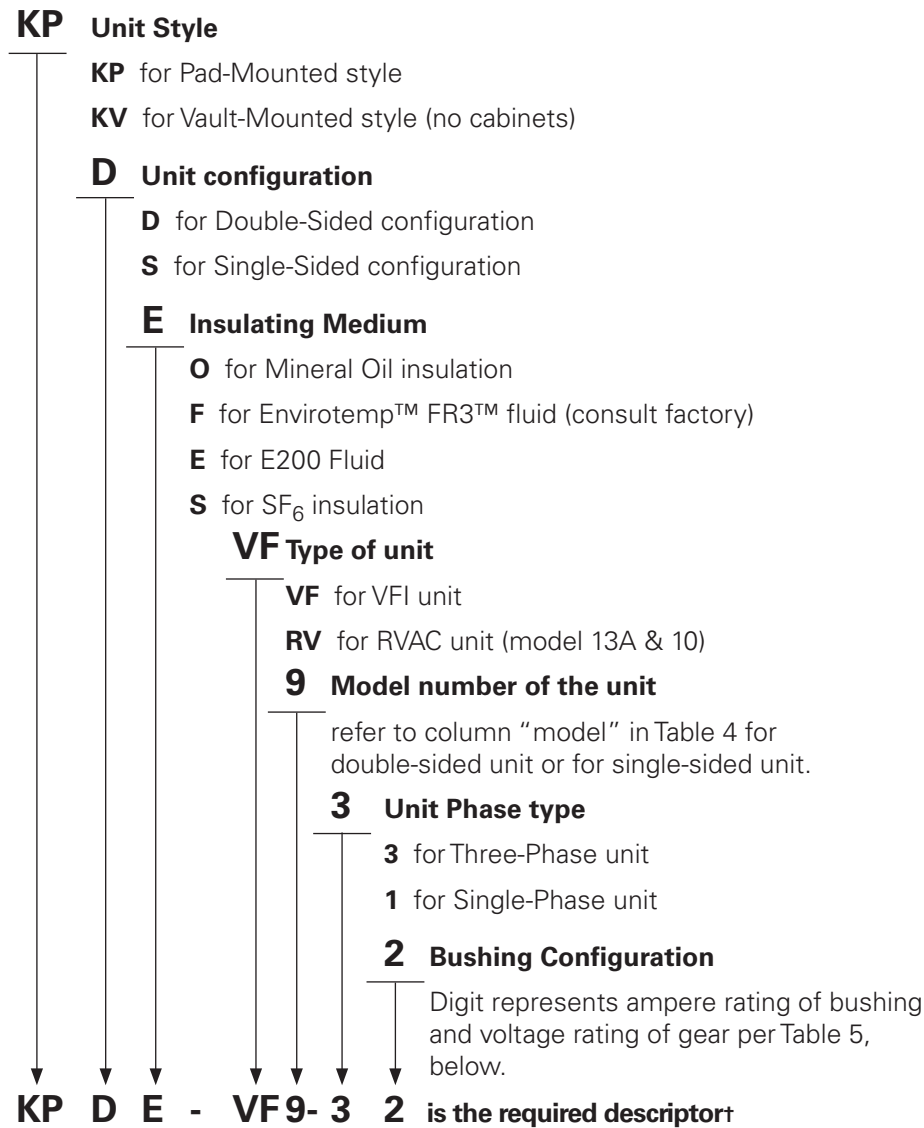 KP Unit Style
KP for Pad-Mounted style
KV for Vault-Mounted style (no cabinets)
D Unit configuration
D for Double-Sided configuration
S for Single-Sided configuration
E Insulating Medium
O for Mineral Oil insulation
F for Envirotemp™ FR3™ fluid (consult factory)
E for E200 Fluid
S for SF6 insulation
VF Type of unit
VF for VFI unit
RV for RVAC unit (model 13A & 10)
9 Model number of the unit
refer to column “model” in Table 4 for
double-sided unit or for single-sided unit.
3 Unit Phase type
3 for Three-Phase unit
1 for Single-Phase unit
2 Bushing Configuration
Digit represents ampere rating of bushing
and voltage rating of gear per Table 5,
below.
KP D E - VF 9- 3 2 is the required descriptor†